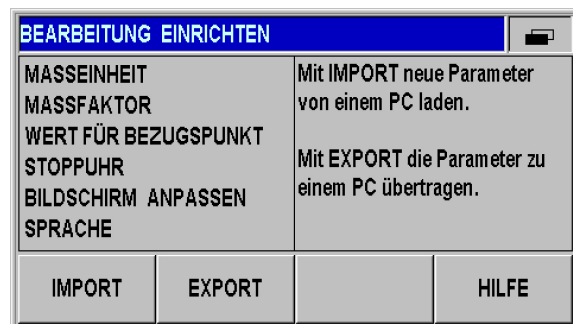 BEARBEITUNG EINRICHTEN
MASSEINHEIT
MASSFAKTOR
WERT FÜR BEZUGSPUNKT
STOPPUHR
BILDSCHIRM ANPASSEN
SPRACHE
Mit IMPORT neue Parameter
von einem PC laden.
Mit EXPORT die Parameter zu
einem PC übertragen.
IMPORT
EXPORT
HILFE